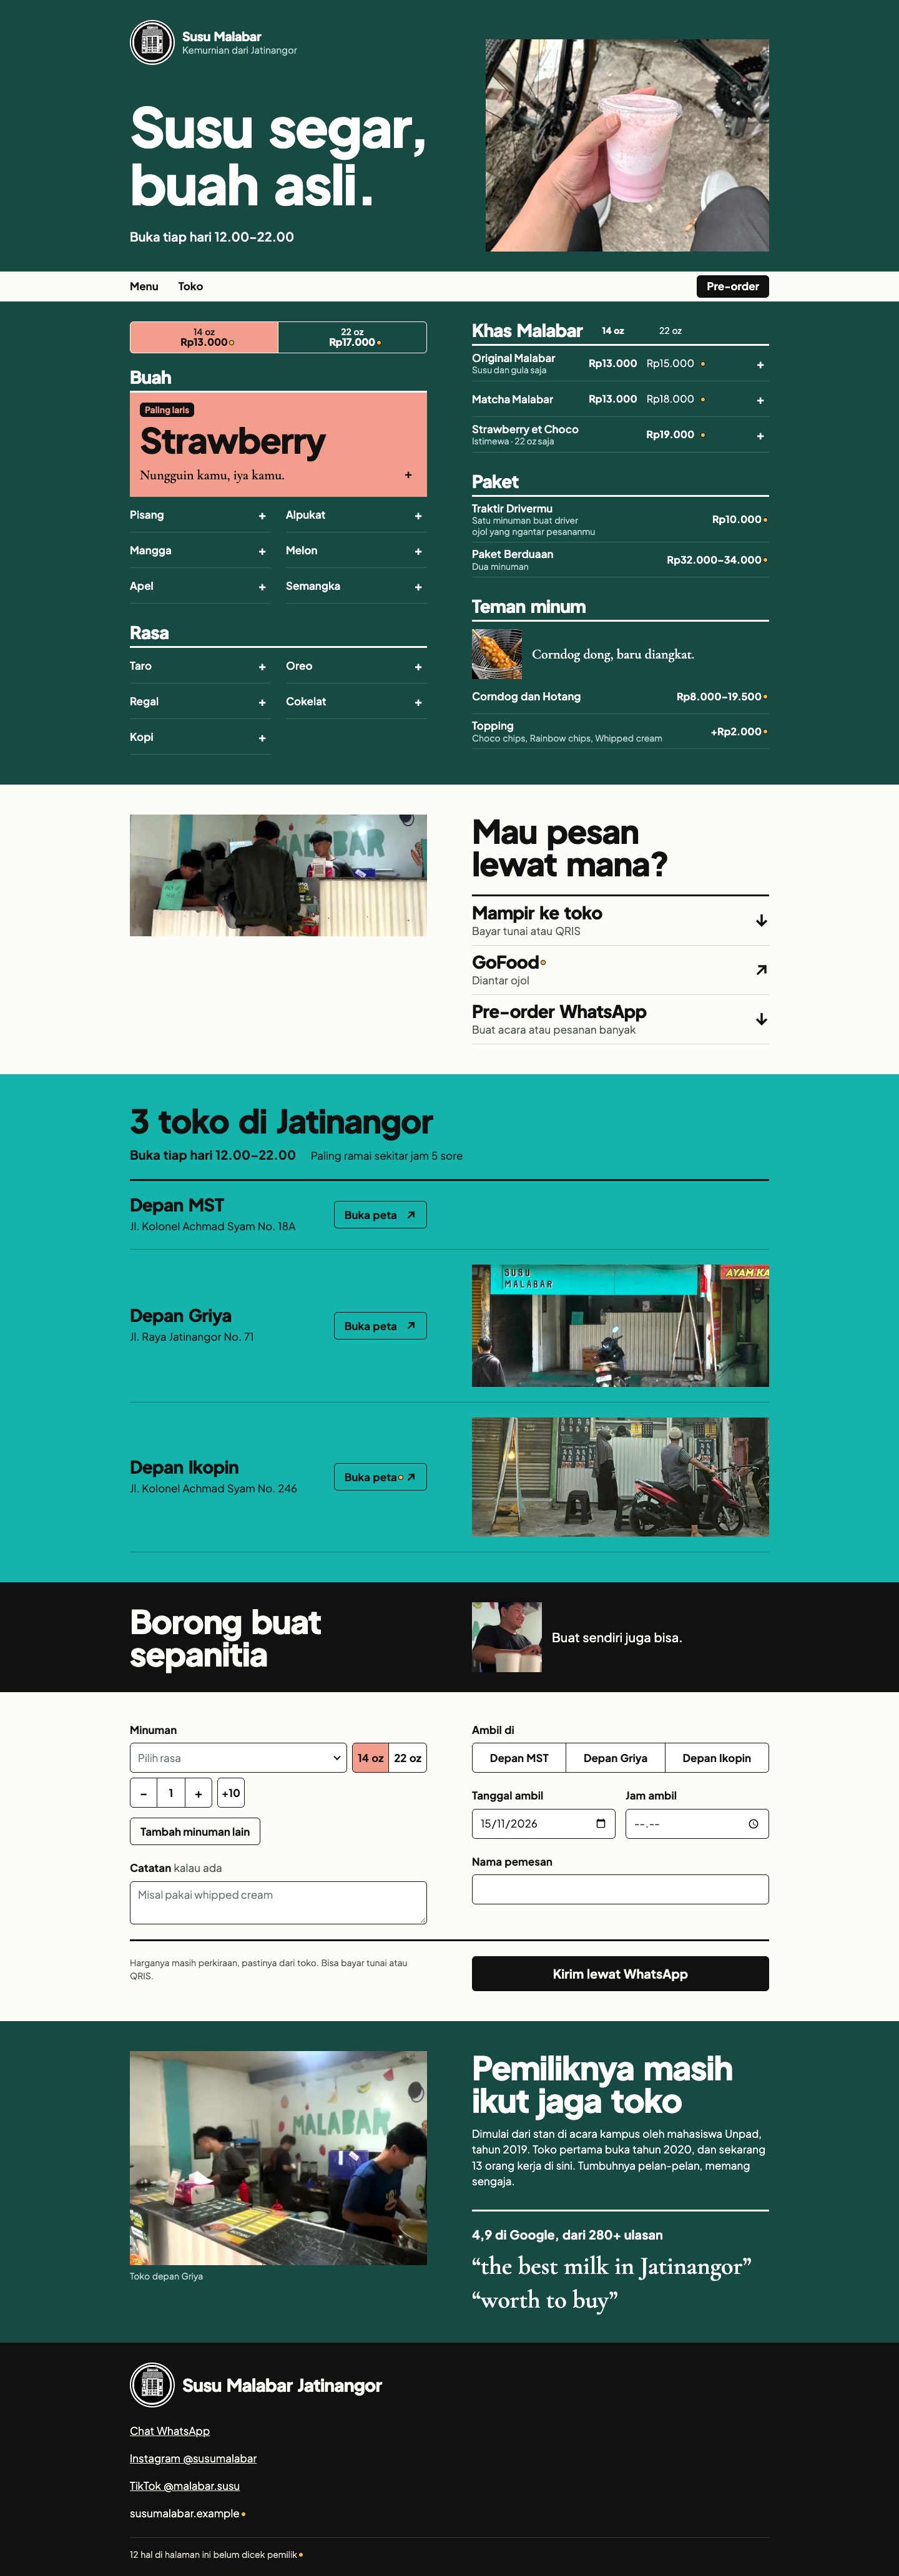 Susu Malabar
Kemurnian dari Jatinangor
Susu segar,
buah asli.
Buka tiap hari 12.00–22.00
Menu
Toko
Pre-order
14 oz
Rp13.000
22 oz
Rp17.000
Buah
Paling laris
Strawberry
Nungguin kamu, iya kamu.
+
Pisang +
Alpukat +
Mangga +
Melon +
Apel +
Semangka +
Rasa
Taro +
Oreo +
Regal +
Cokelat +
Kopi +
Khas Malabar 14 oz 22 oz
Original Malabar
Susu dan gula saja
Rp13.000 Rp15.000 +
Matcha Malabar Rp13.000 Rp18.000 +
Strawberry et Choco
Istimewa · 22 oz saja
Rp19.000 +
Paket
Traktir Drivermu
Satu minuman buat driver
ojol yang ngantar pesananmu
Rp10.000
Paket Berduaan
Dua minuman
Rp32.000–34.000
Teman minum
Corndog dong, baru diangkat.
Corndog dan Hotang Rp8.000–19.500
Topping
Choco chips, Rainbow chips, Whipped cream
+Rp2.000
MALABAR
Mau pesan
lewat mana?
Mampir ke toko
Bayar tunai atau QRIS
GoFood
Diantar ojol
Pre-order WhatsApp
Buat acara atau pesanan banyak
3 toko di Jatinangor
Buka tiap hari 12.00–22.00 Paling ramai sekitar jam 5 sore
Depan MST
Jl. Kolonel Achmad Syam No. 18A
Buka peta
Depan Griya
Jl. Raya Jatinangor No. 71
Buka peta
SUSU
MALABAR
AYAM KA
Depan Ikopin
Jl. Kolonel Achmad Syam No. 246
Buka peta
Borong buat
sepanitia
Buat sendiri juga bisa.
Minuman
Pilih rasa
14 oz
22 oz
− 1 + +10
Tambah minuman lain
Catatan kalau ada
Misal pakai whipped cream
Ambil di
Depan MST
Depan Griya
Depan Ikopin
Tanggal ambil
15/11/2026
Jam ambil
--.--
Nama pemesan
Harganya masih perkiraan, pastinya dari toko. Bisa bayar tunai atau
QRIS.
Kirim lewat WhatsApp
MALABAR
Toko depan Griya
Pemiliknya masih
ikut jaga toko
Dimulai dari stan di acara kampus oleh mahasiswa Unpad,
tahun 2019. Toko pertama buka tahun 2020, dan sekarang
13 orang kerja di sini. Tumbuhnya pelan-pelan, memang
sengaja.
4,9 di Google, dari 280+ ulasan
“the best milk in Jatinangor”
“worth to buy”
Susu Malabar Jatinangor
Chat WhatsApp
Instagram @susumalabar
TikTok @malabar.susu
susumalabar.example
12 hal di halaman ini belum dicek pemilik